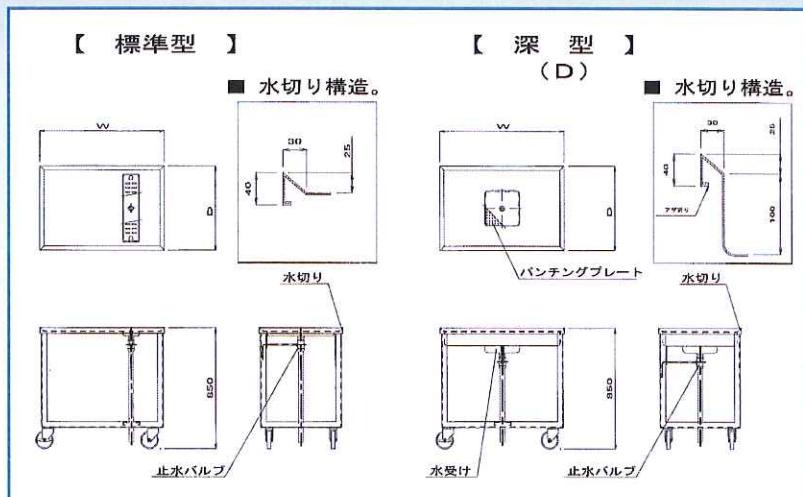 【 標準型 】
■ 水切り構造。
W
D
30
25
40
水切り
850
止水バルブ
【 深 型 】
(D)
■ 水切り構造。
W
D
30
25
40
100
パンチングプレート
水切り
850
水受け
止水バルブ